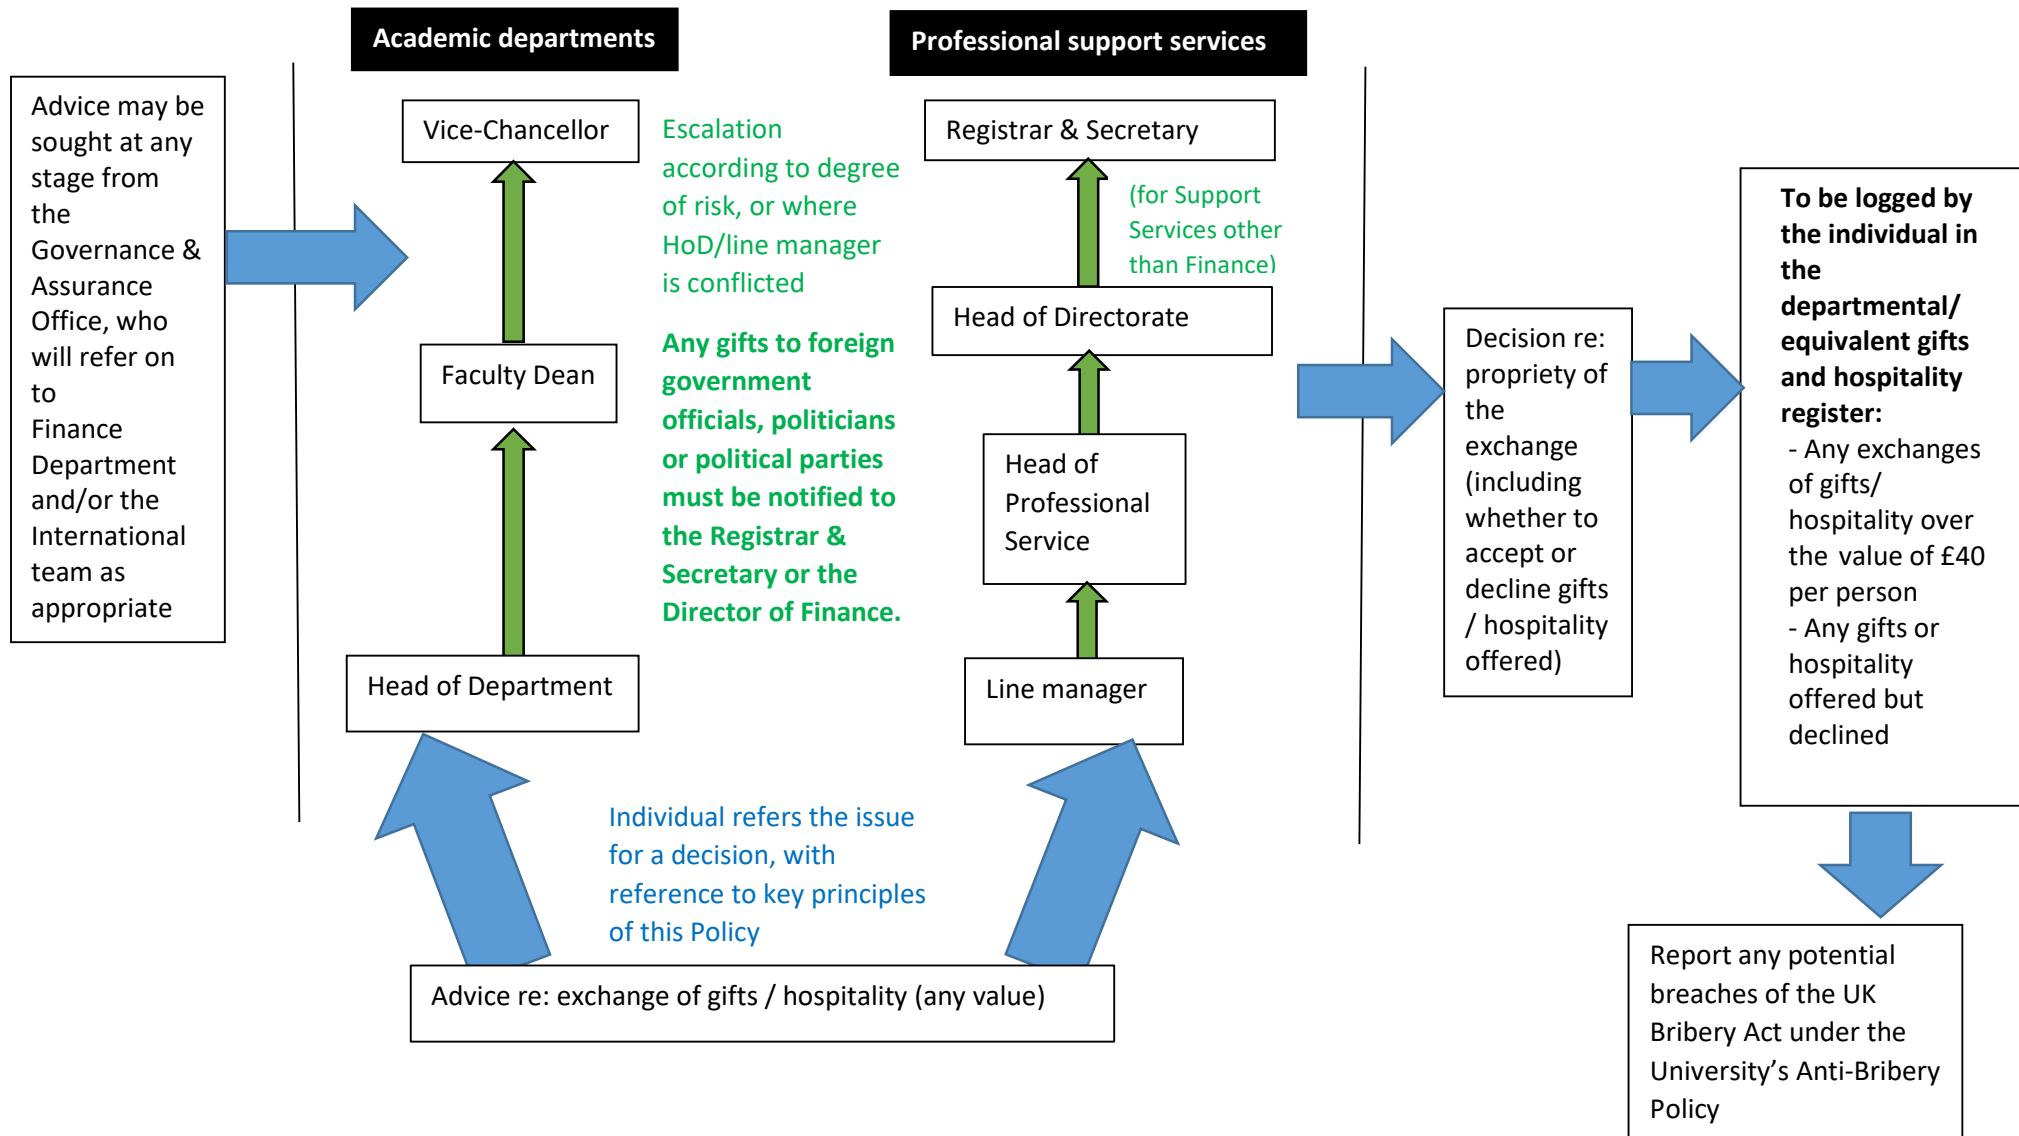 Academic departments
Professional support services
Advice may be
sought at any
stage from
the
Governance &
Assurance
Office, who
will refer on
to
Finance
Department
and/or the
International
team as
appropriate
Vice-Chancellor
Faculty Dean
Head of Department
Escalation
according to degree
of risk, or where
HoD/line manager
is conflicted
Any gifts to foreign
government
officials, politicians
or political parties
must be notified to
the Registrar &
Secretary or the
Director of Finance.
Registrar & Secretary
(for Support
Services other
than Finance)
Head of Directorate
Head of
Professional
Service
Line manager
Individual refers the issue
for a decision, with
reference to key principles
of this Policy
Advice re: exchange of gifts / hospitality (any value)
Decision re:
propriety of
the
exchange
(including
whether to
accept or
decline gifts
/ hospitality
offered)
To be logged by
the individual in
the
departmental/
equivalent gifts
and hospitality
register:
- Any exchanges
of gifts/
hospitality over
the value of £40
per person
- Any gifts or
hospitality
offered but
declined
Report any potential
breaches of the UK
Bribery Act under the
University’s Anti-Bribery
Policy